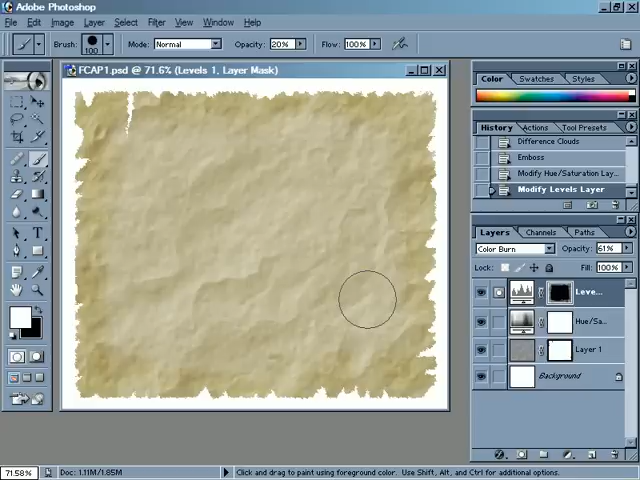 Adobe Photoshop
File Edit Image Layer Select Filter View Window Help
Brush: 100 Mode: Normal Opacity: 20% Flow: 100%
FCAP1.psd @ 71.6% (Levels 1, Layer Mask)
Color Swatches Styles
History Actions Tool Presets
Difference Clouds
Emboss
Modify Hue/Saturation Lay...
Modify Levels Layer
Layers Channels Paths
Color Burn Opacity: 61%
Lock: Fill: 100%
Leve...
Hue/Sa...
Layer 1
Background
71.58% Doc: 1.11M/1.85M Click and drag to paint using foreground color. Use Shift, Alt, and Ctrl for additional options.